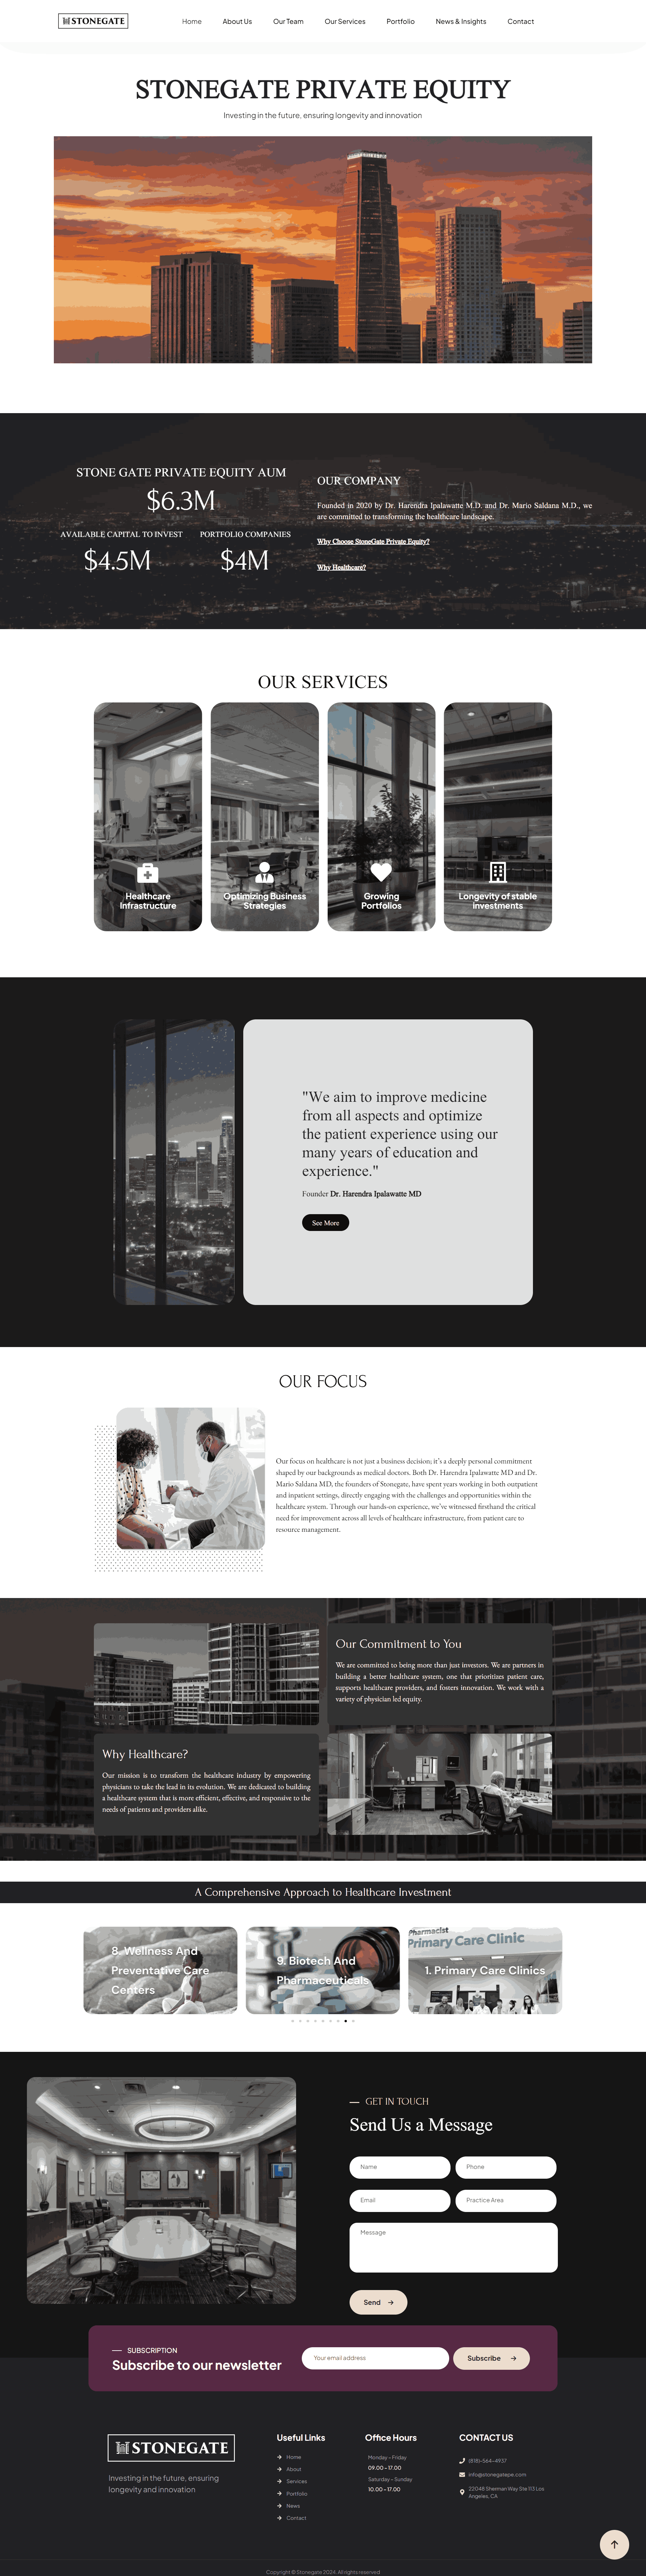 STONEGATE
Home About Us Our Team Our Services Portfolio News & Insights Contact
STONEGATE PRIVATE EQUITY
Investing in the future, ensuring longevity and innovation
STONE GATE PRIVATE EQUITY AUM
$6.3M
AVAILABLE CAPITAL TO INVEST
$4.5M
PORTFOLIO COMPANIES
$4M
OUR COMPANY
Founded in 2020 by Dr. Harendra Ipalawatte M.D. and Dr. Mario Saldana M.D., we
are committed to transforming the healthcare landscape.
Why Choose StoneGate Private Equity?
Why Healthcare?
OUR SERVICES
Healthcare
Infrastructure
Optimizing Business
Strategies
Growing
Portfolios
Longevity of stable
investments
"We aim to improve medicine
from all aspects and optimize
the patient experience using our
many years of education and
experience."
Founder Dr. Harendra Ipalawatte MD
See More
OUR FOCUS
Our focus on healthcare is not just a business decision; it's a deeply personal commitment
shaped by our backgrounds as medical doctors. Both Dr. Harendra Ipalawatte MD and Dr.
Mario Saldana MD, the founders of Stonegate, have spent years working in both outpatient
and inpatient settings, directly engaging with the challenges and opportunities within the
healthcare system. Through our hands-on experience, we've witnessed firsthand the critical
need for improvement across all levels of healthcare infrastructure, from patient care to
resource management.
Our Commitment to You
We are committed to being more than just investors. We are partners in
building a better healthcare system, one that prioritizes patient care,
supports healthcare providers, and fosters innovation. We work with a
variety of physician led equity.
Why Healthcare?
Our mission is to transform the healthcare industry by empowering
physicians to take the lead in its evolution. We are dedicated to building
a healthcare system that is more efficient, effective, and responsive to the
needs of patients and providers alike.
A Comprehensive Approach to Healthcare Investment
8. Wellness And
Preventative Care
Centers
9. Biotech And
Pharmaceuticals
Pharmacist
Primary Care Clinic
1. Primary Care Clinics
GET IN TOUCH
Send Us a Message
Name
Phone
Email
Practice Area
Message
Send
SUBSCRIPTION
Subscribe to our newsletter
Your email address
Subscribe
STONEGATE
Investing in the future, ensuring
longevity and innovation
Useful Links
Home
About
Services
Portfolio
News
Contact
Office Hours
Monday – Friday
09.00 – 17.00
Saturday – Sunday
10.00 – 17.00
CONTACT US
(818)-564-4937
info@stonegatepe.com
22048 Sherman Way Ste 113 Los
Angeles, CA
Copyright © Stonegate 2024. All rights reserved